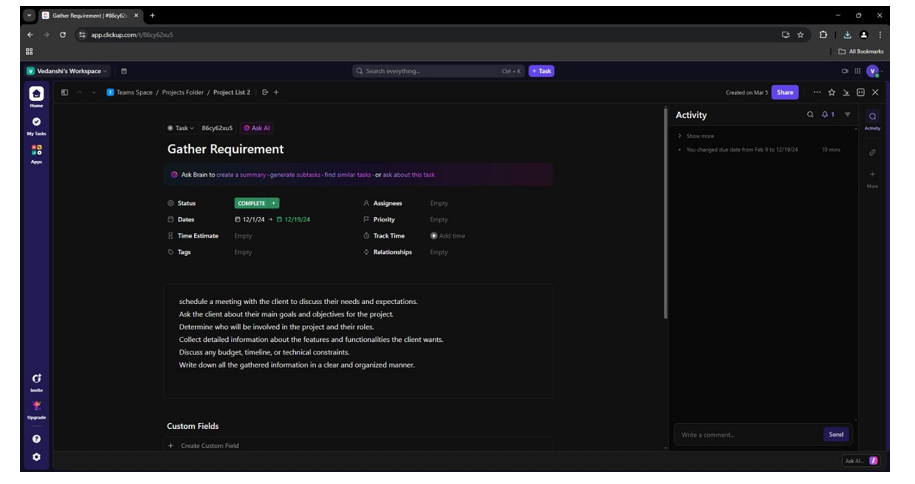 Gather Requirement | #86cy62x
app.clickup.com/t/86cy62xu5
All Bookmarks
V Vedanshi's Workspace
Search everything...
Ctrl + K
+ Task
V
Teams Space / Projects Folder / Project List 2
Created on Mar 5
Share
Home
My Tasks
Apps
Invite
Upgrade
Task
86cy62xu5
Ask AI
Gather Requirement
Ask Brain to create a summary · generate subtasks · find similar tasks · or ask about this task
Status
COMPLETE
Assignees
Empty
Dates
12/1/24 → 12/19/24
Priority
Empty
Time Estimate
Empty
Track Time
Add time
Tags
Empty
Relationships
Empty
schedule a meeting with the client to discuss their needs and expectations.
Ask the client about their main goals and objectives for the project.
Determine who will be involved in the project and their roles.
Collect detailed information about the features and functionalities the client wants.
Discuss any budget, timeline, or technical constraints.
Write down all the gathered information in a clear and organized manner.
Custom Fields
+ Create Custom Field
Activity
1
Show more
You changed due date from Feb 9 to 12/19/24
10 mins
Write a comment...
Send
Activity
More
Ask AI...